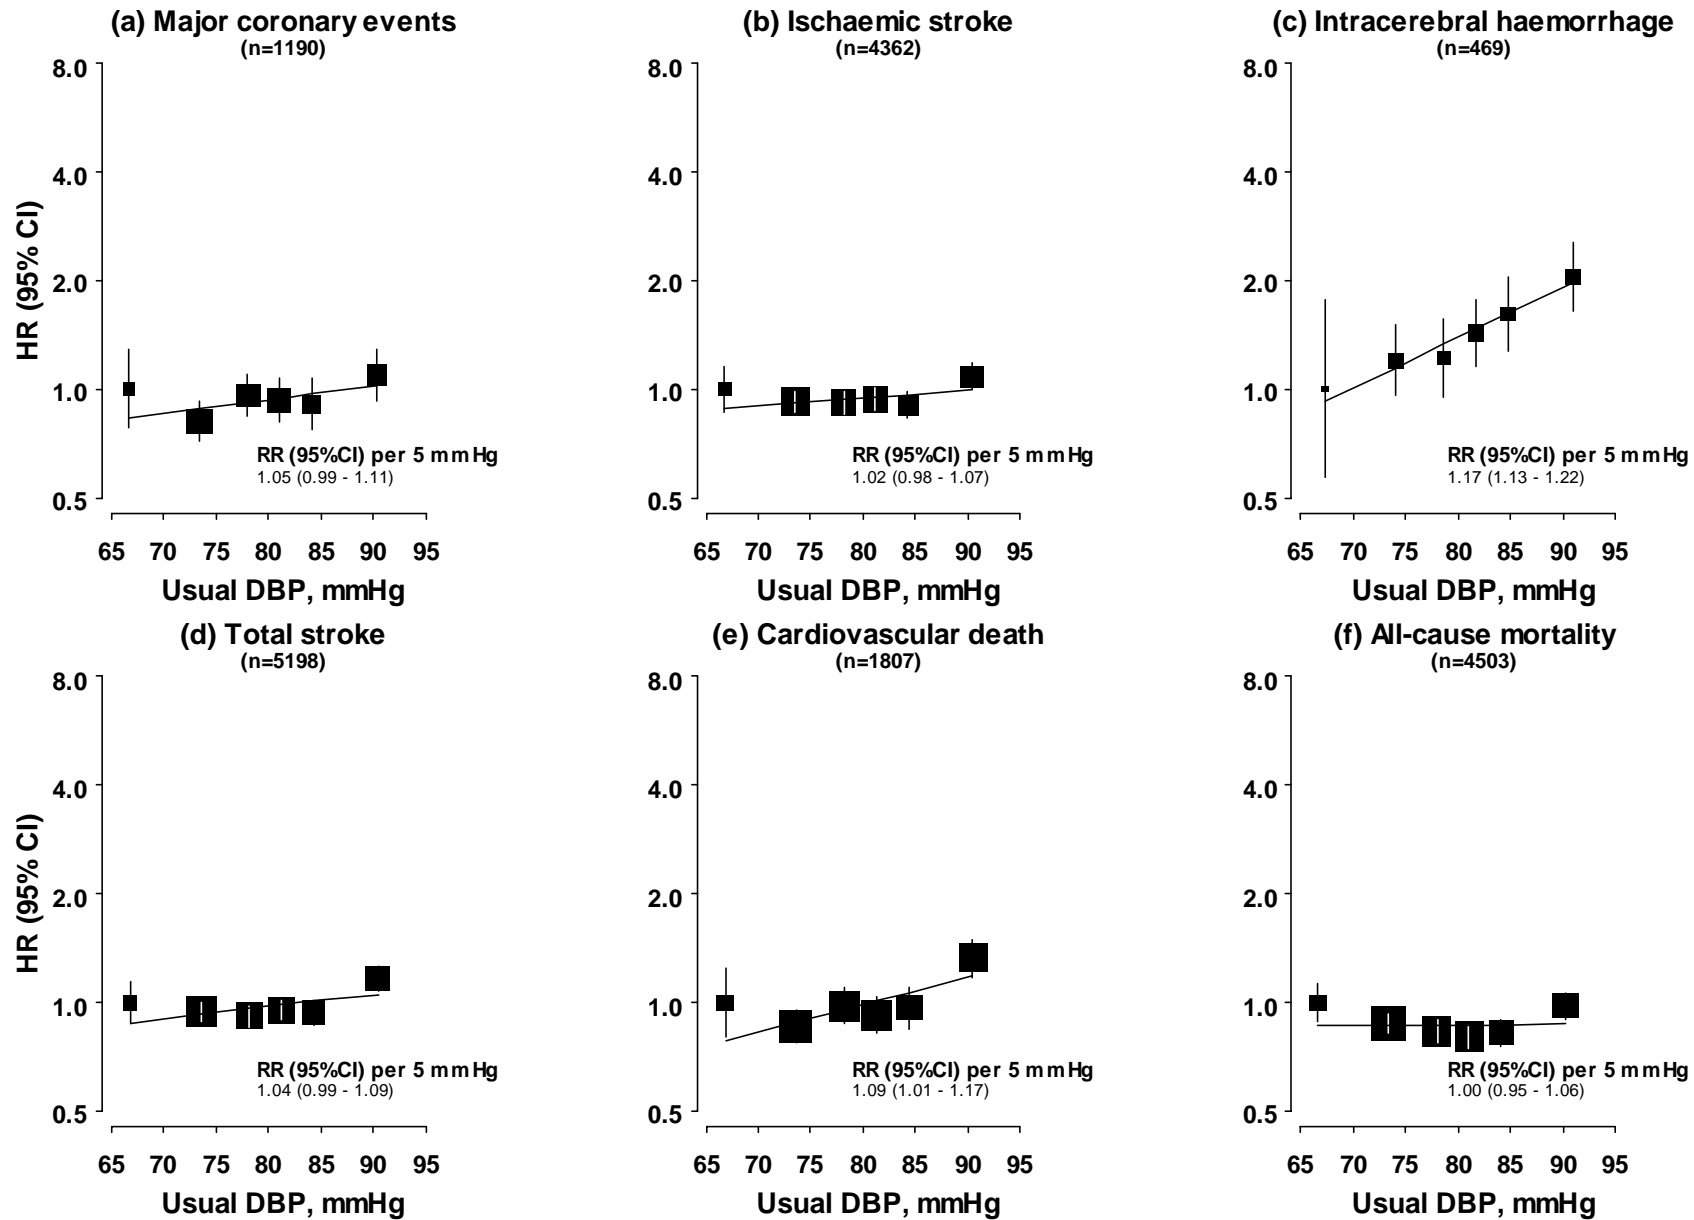 (a) Major coronary events
(n=1190)
8.0
4.0
2.0
1.0
0.5
HR (95% CI)
RR (95%CI) per 5 mmHg
1.05 (0.99 - 1.11)
65 70 75 80 85 90 95
Usual DBP, mmHg
(b) Ischaemic stroke
(n=4362)
8.0
4.0
2.0
1.0
0.5
RR (95%CI) per 5 mmHg
1.02 (0.98 - 1.07)
65 70 75 80 85 90 95
Usual DBP, mmHg
(c) Intracerebral haemorrhage
(n=469)
8.0
4.0
2.0
1.0
0.5
RR (95%CI) per 5 mmHg
1.17 (1.13 - 1.22)
65 70 75 80 85 90 95
Usual DBP, mmHg
(d) Total stroke
(n=5198)
8.0
4.0
2.0
1.0
0.5
HR (95% CI)
RR (95%CI) per 5 mmHg
1.04 (0.99 - 1.09)
65 70 75 80 85 90 95
Usual DBP, mmHg
(e) Cardiovascular death
(n=1807)
8.0
4.0
2.0
1.0
0.5
RR (95%CI) per 5 mmHg
1.09 (1.01 - 1.17)
65 70 75 80 85 90 95
Usual DBP, mmHg
(f) All-cause mortality
(n=4503)
8.0
4.0
2.0
1.0
0.5
RR (95%CI) per 5 mmHg
1.00 (0.95 - 1.06)
65 70 75 80 85 90 95
Usual DBP, mmHg